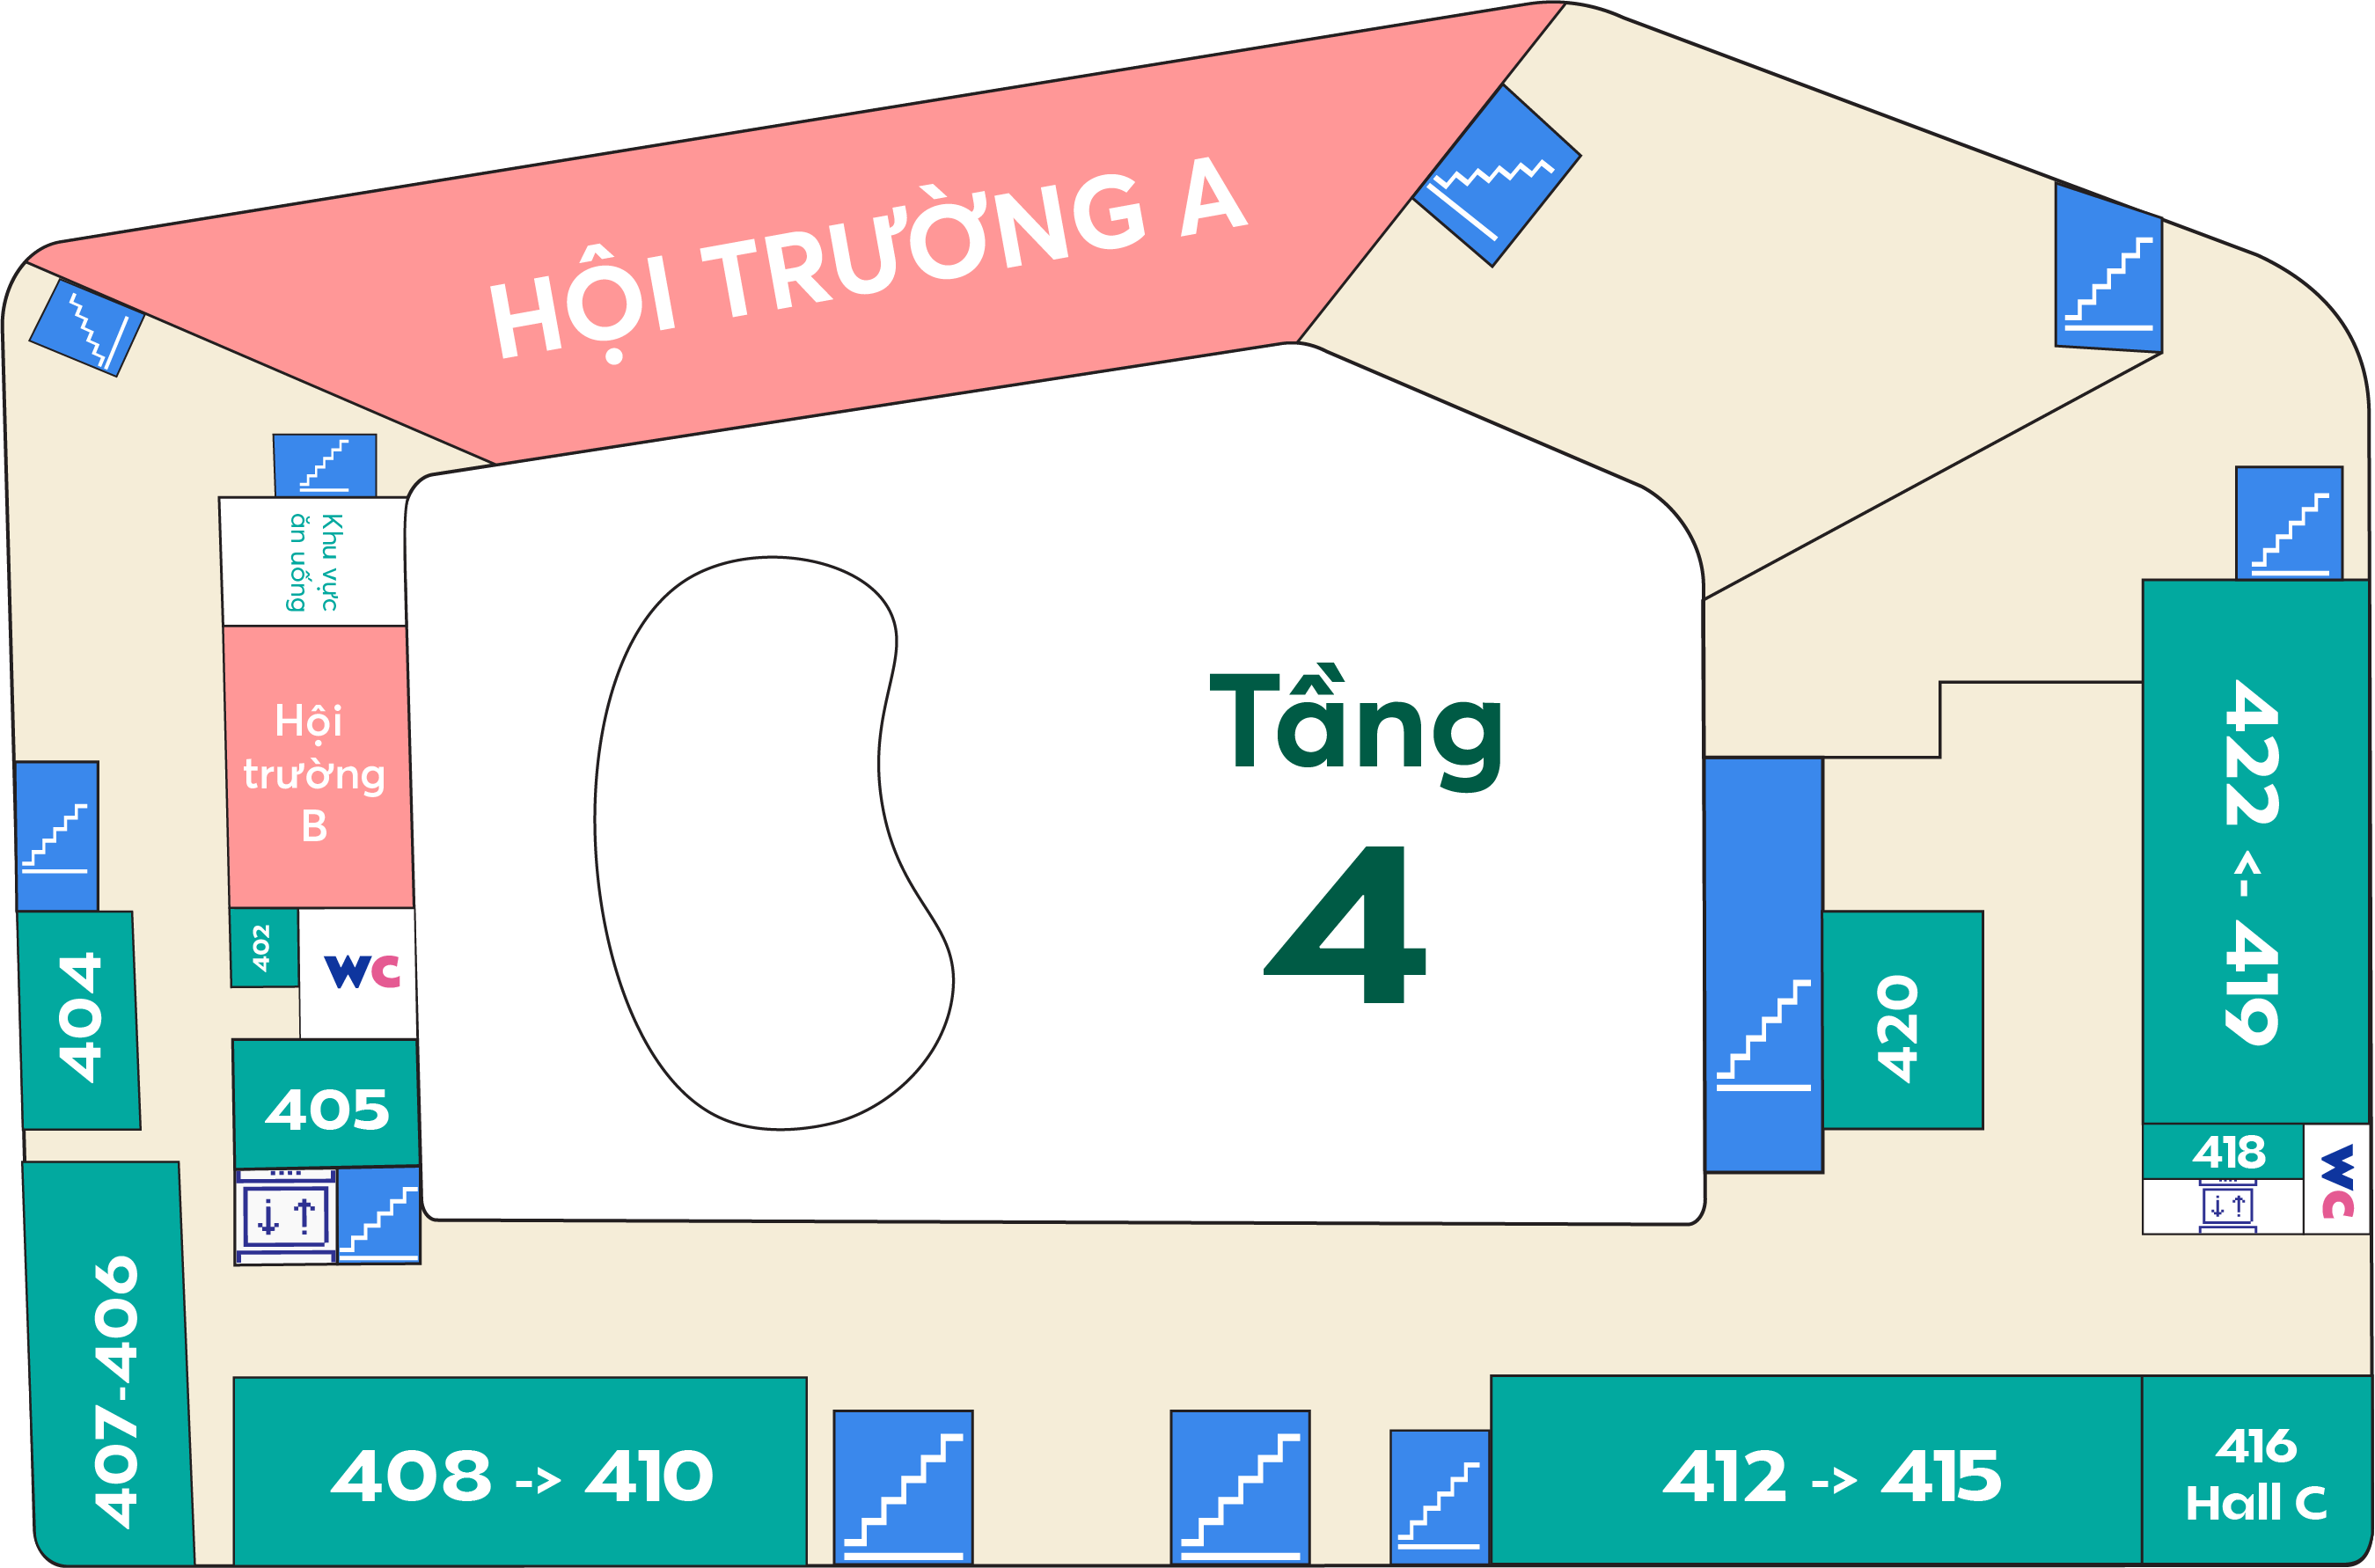 HỘI TRƯỜNG A
Khu vực
ăn uống
Hội
trường
B
Tầng
4
402
WC
404
405
407-406
408 -> 410
412 -> 415
416
Hall C
420
422 <- 419
418
WC